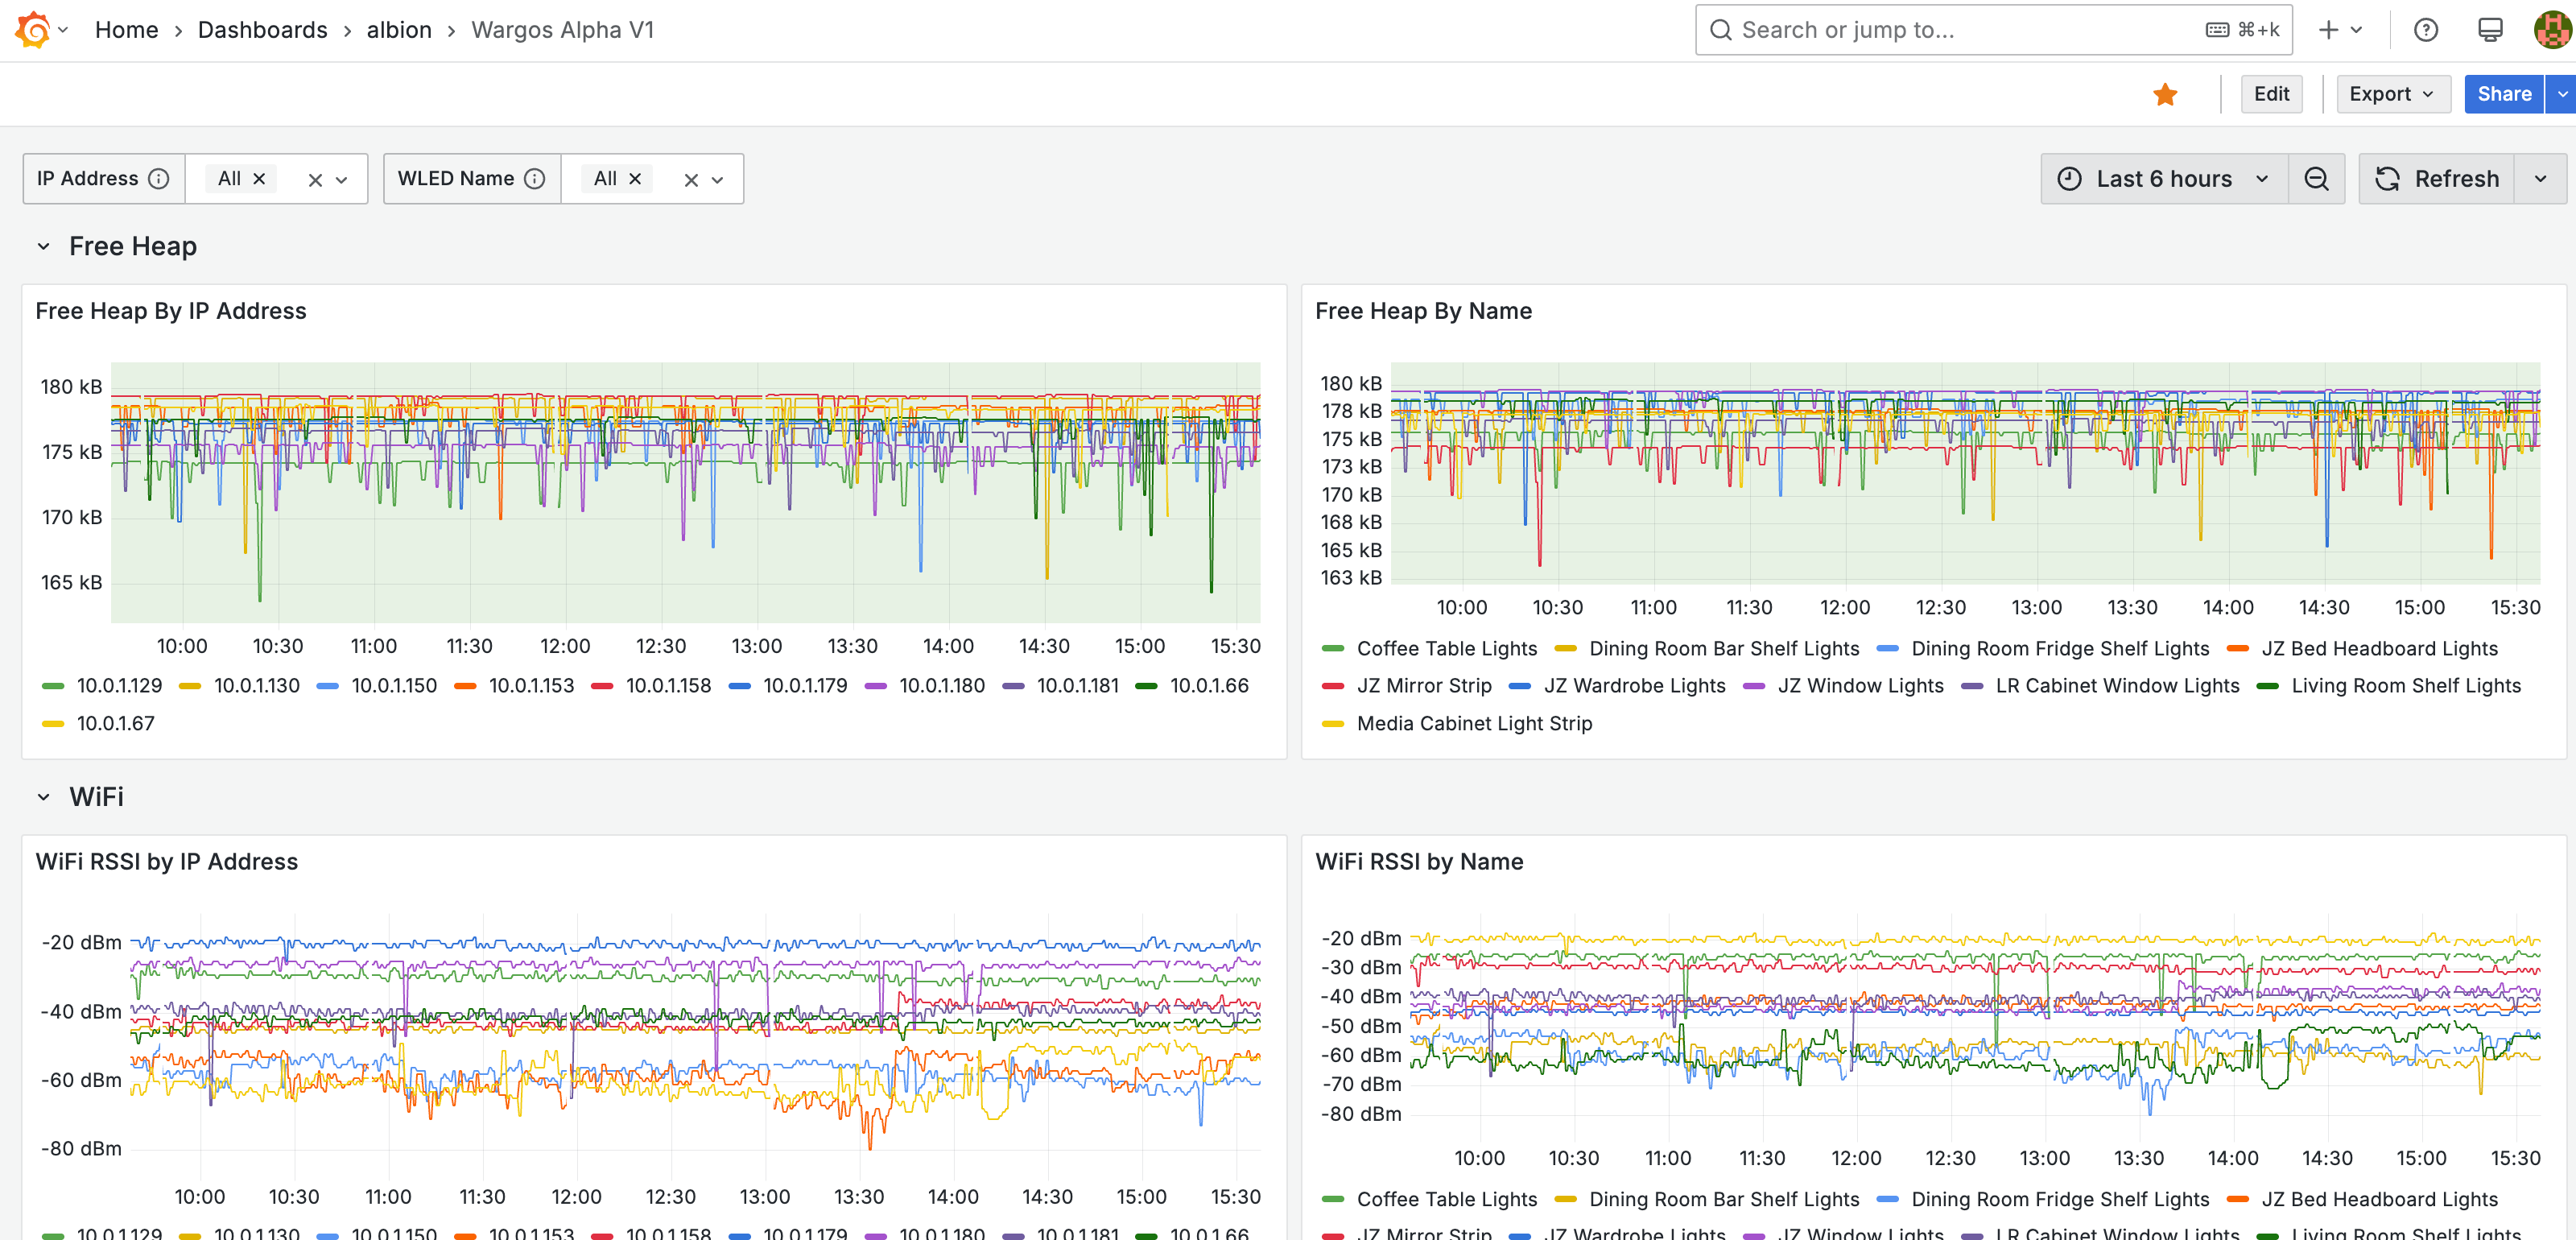 Home › Dashboards › albion › Wargos Alpha V1
Search or jump to... ⌘+k
Edit Export Share
IP Address All WLED Name All Last 6 hours Refresh
Free Heap
Free Heap By IP Address
180 kB
175 kB
170 kB
165 kB
10:00 10:30 11:00 11:30 12:00 12:30 13:00 13:30 14:00 14:30 15:00 15:30
10.0.1.129 10.0.1.130 10.0.1.150 10.0.1.153 10.0.1.158 10.0.1.179 10.0.1.180 10.0.1.181 10.0.1.66
10.0.1.67
Free Heap By Name
180 kB
178 kB
175 kB
173 kB
170 kB
168 kB
165 kB
163 kB
10:00 10:30 11:00 11:30 12:00 12:30 13:00 13:30 14:00 14:30 15:00 15:30
Coffee Table Lights Dining Room Bar Shelf Lights Dining Room Fridge Shelf Lights JZ Bed Headboard Lights
JZ Mirror Strip JZ Wardrobe Lights JZ Window Lights LR Cabinet Window Lights Living Room Shelf Lights
Media Cabinet Light Strip
WiFi
WiFi RSSI by IP Address
-20 dBm
-40 dBm
-60 dBm
-80 dBm
10:00 10:30 11:00 11:30 12:00 12:30 13:00 13:30 14:00 14:30 15:00 15:30
10.0.1.129 10.0.1.130 10.0.1.150 10.0.1.153 10.0.1.158 10.0.1.179 10.0.1.180 10.0.1.181 10.0.1.66
WiFi RSSI by Name
-20 dBm
-30 dBm
-40 dBm
-50 dBm
-60 dBm
-70 dBm
-80 dBm
10:00 10:30 11:00 11:30 12:00 12:30 13:00 13:30 14:00 14:30 15:00 15:30
Coffee Table Lights Dining Room Bar Shelf Lights Dining Room Fridge Shelf Lights JZ Bed Headboard Lights
JZ Mirror Strip JZ Wardrobe Lights JZ Window Lights LR Cabinet Window Lights Living Room Shelf Lights